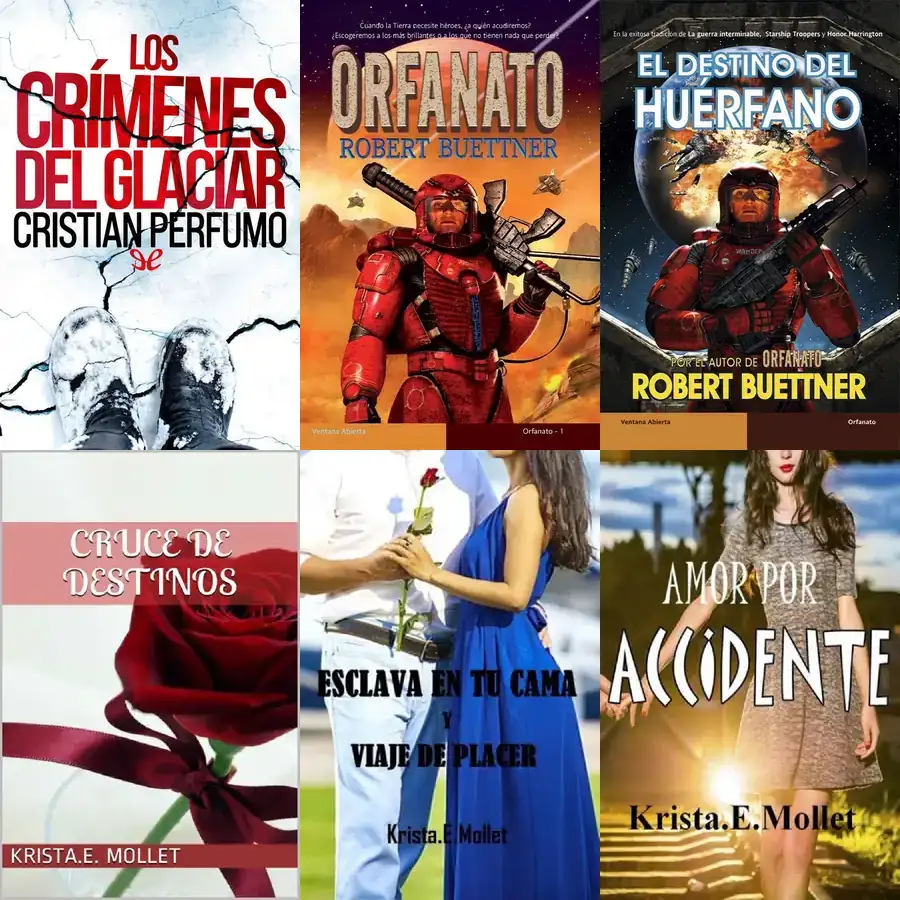 LOS
CRÍMENES
DEL GLACIAR
CRISTIAN PERFUMO
Cuando la Tierra necesite héroes, ¿a quién acudiremos?
¿Escogeremos a los más brillantes o a los que no tienen nada que perder?
ORFANATO
ROBERT BUETTNER
Ventana Abierta
Orfanato - 1
En la exitosa tradición de La guerra interminable, Starship Troopers y Honor Harrington
EL DESTINO DEL
HUÉRFANO
WANDER
POR EL AUTOR DE ORFANATO
ROBERT BUETTNER
Ventana Abierta
Orfanato
CRUCE DE
DESTINOS
KRISTA.E. MOLLET
ESCLAVA EN TU CAMA
Y
VIAJE DE PLACER
Krista.E.Mollet
AMOR POR
ACCiDENTE
Krista.E.Mollet